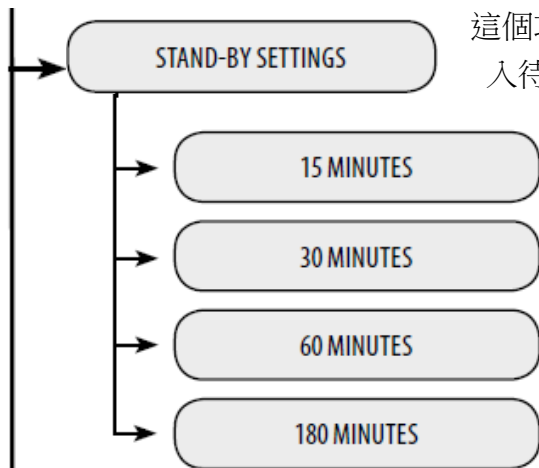 STAND-BY SETTINGS
這個
入待
15 MINUTES
30 MINUTES
60 MINUTES
180 MINUTES